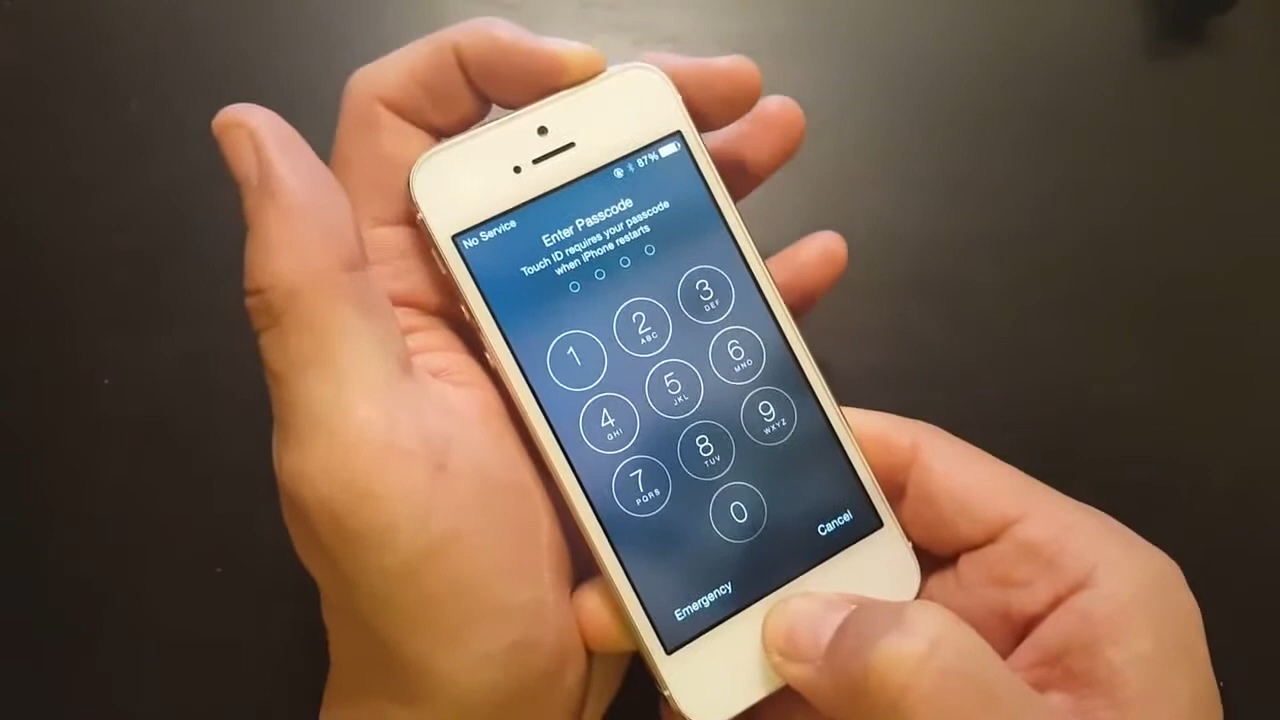 No Service 87%
Enter Passcode
Touch ID requires your passcode
when iPhone restarts
1
2
ABC
3
DEF
4
GHI
5
JKL
6
MNO
7
PQRS
8
TUV
9
WXYZ
0
Emergency
Cancel